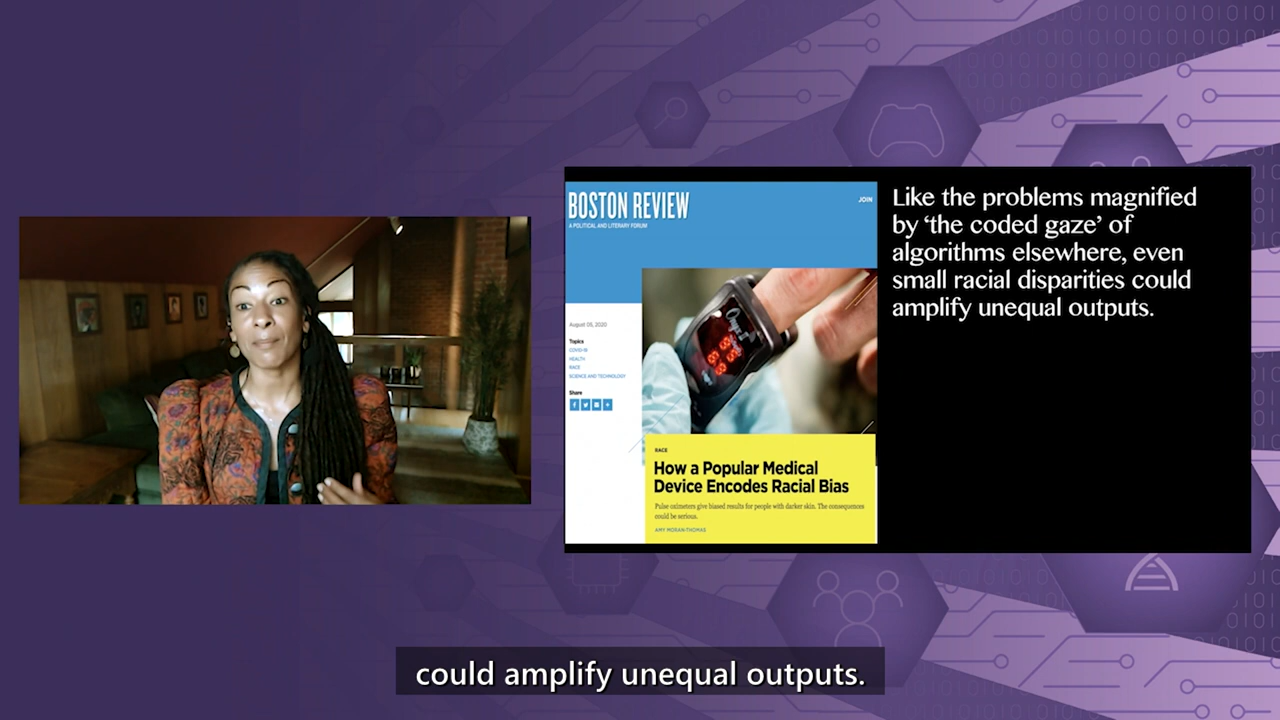 BOSTON REVIEW
A POLITICAL AND LITERARY FORUM
JOIN
August 05, 2020
Topics
COVID-19
HEALTH
RACE
SCIENCE AND TECHNOLOGY
Share
RACE
How a Popular Medical
Device Encodes Racial Bias
Pulse oximeters give biased results for people with darker skin. The consequences
could be serious.
AMY MORAN-THOMAS
Like the problems magnified
by ‘the coded gaze’ of
algorithms elsewhere, even
small racial disparities could
amplify unequal outputs.
could amplify unequal outputs.